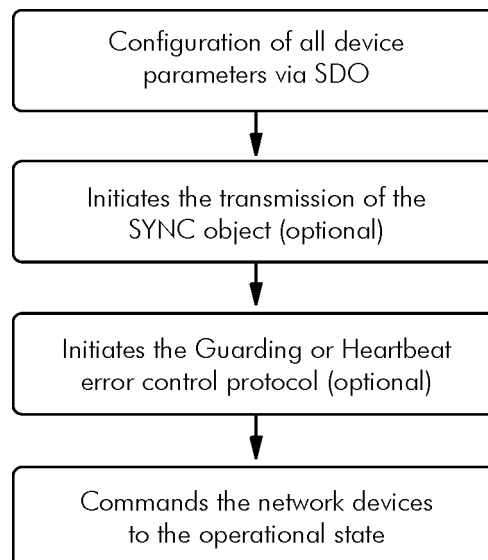 Configuration of all device
parameters via SDO
Initiates the transmission of the
SYNC object (optional)
Initiates the Guarding or Heartbeat
error control protocol (optional)
Commands the network devices
to the operational state